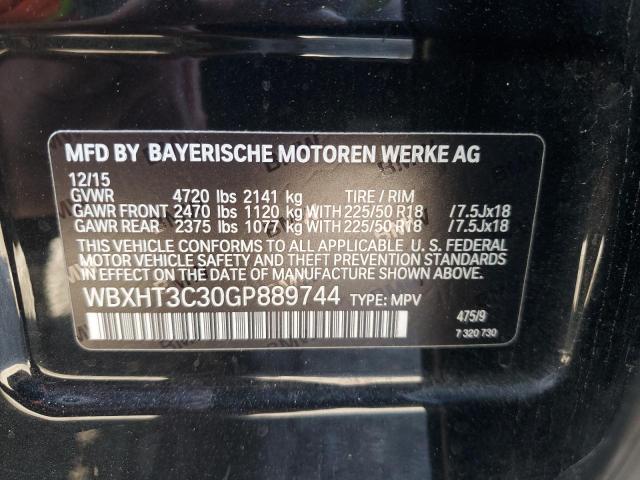 MFD BY BAYERISCHE MOTOREN WERKE AG
12/15
GVWR 4720 lbs 2141 kg TIRE / RIM
GAWR FRONT 2470 lbs 1120 kg WITH 225/50 R18 /7.5Jx18
GAWR REAR 2375 lbs 1077 kg WITH 225/50 R18 /7.5Jx18
THIS VEHICLE CONFORMS TO ALL APPLICABLE U. S. FEDERAL
MOTOR VEHICLE SAFETY AND THEFT PREVENTION STANDARDS
IN EFFECT ON THE DATE OF MANUFACTURE SHOWN ABOVE.
WBXHT3C30GP889744 TYPE: MPV
475/9
7 320 730